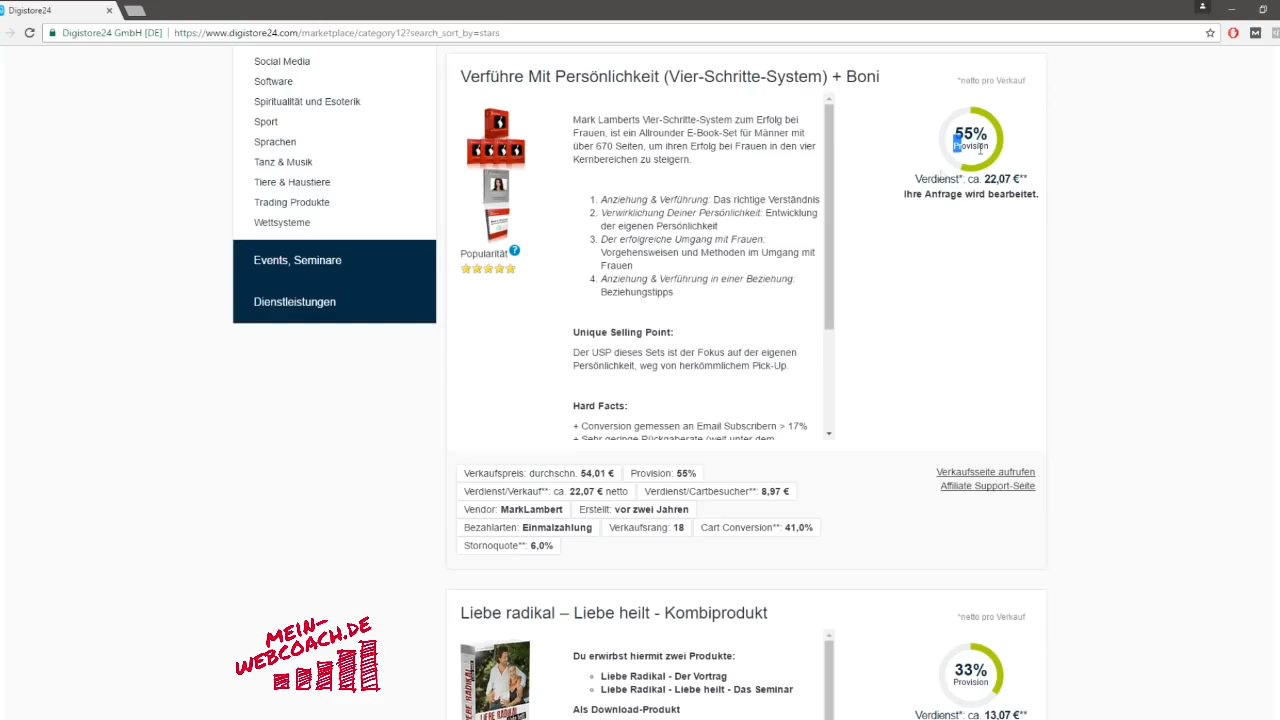 Digistore24
Digistore24 GmbH [DE]
https://www.digistore24.com/marketplace/category12?search_sort_by=stars
Social Media
Software
Spiritualität und Esoterik
Sport
Sprachen
Tanz & Musik
Tiere & Haustiere
Trading Produkte
Wettsysteme
Events, Seminare
Dienstleistungen
Verführe Mit Persönlichkeit (Vier-Schritte-System) + Boni
*netto pro Verkauf
Mark Lamberts Vier-Schritte-System zum Erfolg bei
Frauen, ist ein Allrounder E-Book-Set für Männer mit
über 670 Seiten, um ihren Erfolg bei Frauen in den vier
Kernbereichen zu steigern.
1. Anziehung & Verführung: Das richtige Verständnis
2. Verwirklichung Deiner Persönlichkeit: Entwicklung
der eigenen Persönlichkeit
3. Der erfolgreiche Umgang mit Frauen:
Vorgehensweisen und Methoden im Umgang mit
Frauen
4. Anziehung & Verführung in einer Beziehung:
Beziehungstipps
Unique Selling Point:
Der USP dieses Sets ist der Fokus auf der eigenen
Persönlichkeit, weg von herkömmlichem Pick-Up.
Hard Facts:
+ Conversion gemessen an Email Subscribern > 17%
+ Sehr geringe Rückgaberate (weit unter dem
Popularität ?
55%
Provision
Verdienst*: ca. 22,07 €**
Ihre Anfrage wird bearbeitet.
Verkaufspreis: durchschn. 54,01 € Provision: 55%
Verdienst/Verkauf**: ca. 22,07 € netto Verdienst/Cartbesucher**: 8,97 €
Vendor: MarkLambert Erstellt: vor zwei Jahren
Bezahlarten: Einmalzahlung Verkaufsrang: 18 Cart Conversion**: 41,0%
Stornoquote**: 6,0%
Verkaufsseite aufrufen
Affiliate Support-Seite
Liebe radikal – Liebe heilt - Kombiprodukt
*netto pro Verkauf
Du erwirbst hiermit zwei Produkte:
Liebe Radikal - Der Vortrag
Liebe Radikal - Liebe heilt - Das Seminar
Als Download-Produkt
LIEBE RADIKAL
33%
Provision
Verdienst*: ca. 13,07 €**
MEIN-
WEBCOACH.DE